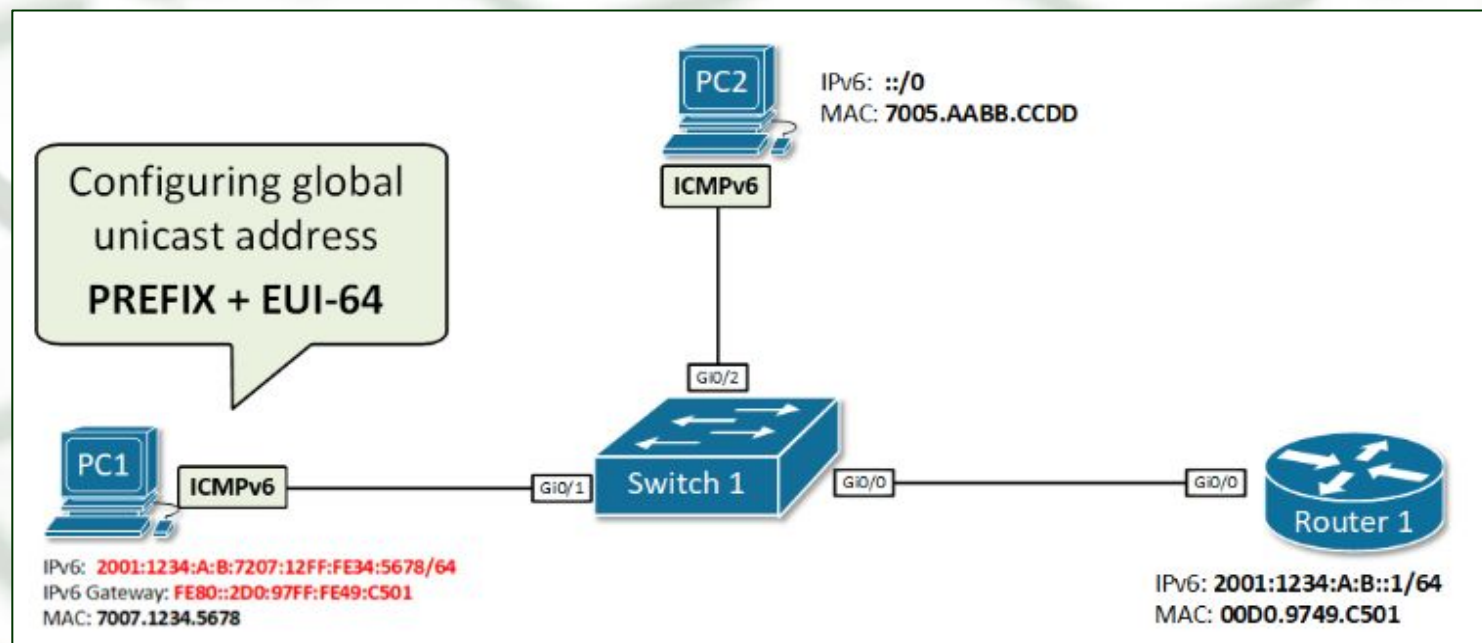 PC2
IPv6: ::/0
MAC: 7005.AABB.CCDD
ICMPv6
Configuring global
unicast address
PREFIX + EUI-64
Gi0/2
PC1
ICMPv6
Gi0/1
Switch 1
Gi0/0
Gi0/0
Router 1
IPv6: 2001:1234:A:B:7207:12FF:FE34:5678/64
IPv6 Gateway: FE80::2D0:97FF:FE49:C501
MAC: 7007.1234.5678
IPv6: 2001:1234:A:B::1/64
MAC: 00D0.9749.C501